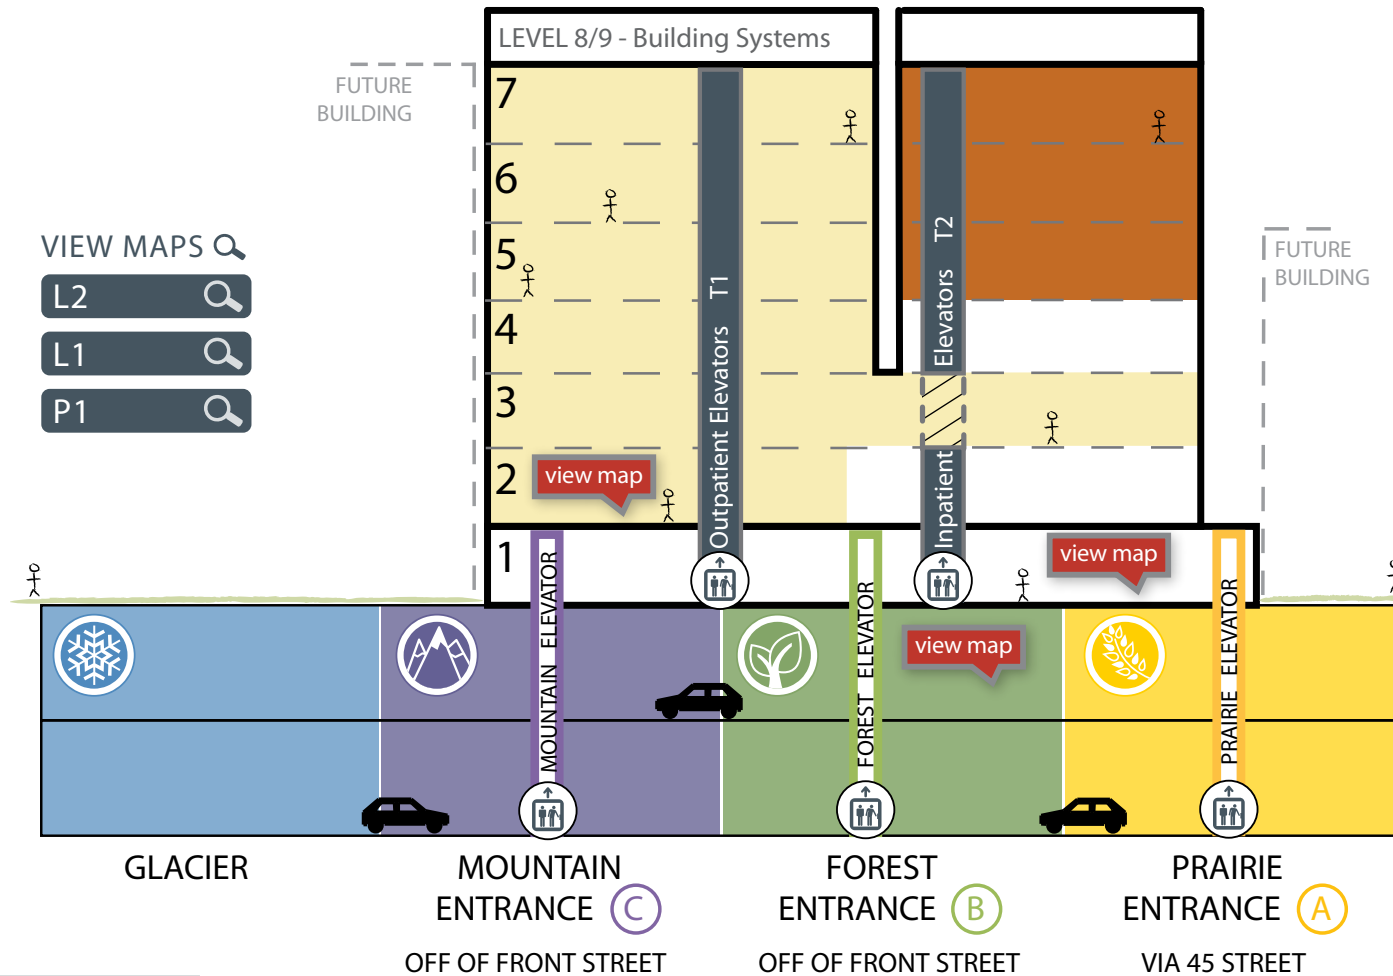 LEVEL 8/9 - Building Systems
FUTURE
BUILDING
7
6
5
4
3
2
1
VIEW MAPS
L2
L1
P1
FUTURE
BUILDING
Outpatient Elevators T1
Inpatient Elevators T2
view map
view map
view map
MOUNTAIN ELEVATOR
FOREST ELEVATOR
PRAIRIE ELEVATOR
GLACIER
MOUNTAIN
ENTRANCE C
OFF OF FRONT STREET
FOREST
ENTRANCE B
OFF OF FRONT STREET
PRAIRIE
ENTRANCE A
VIA 45 STREET